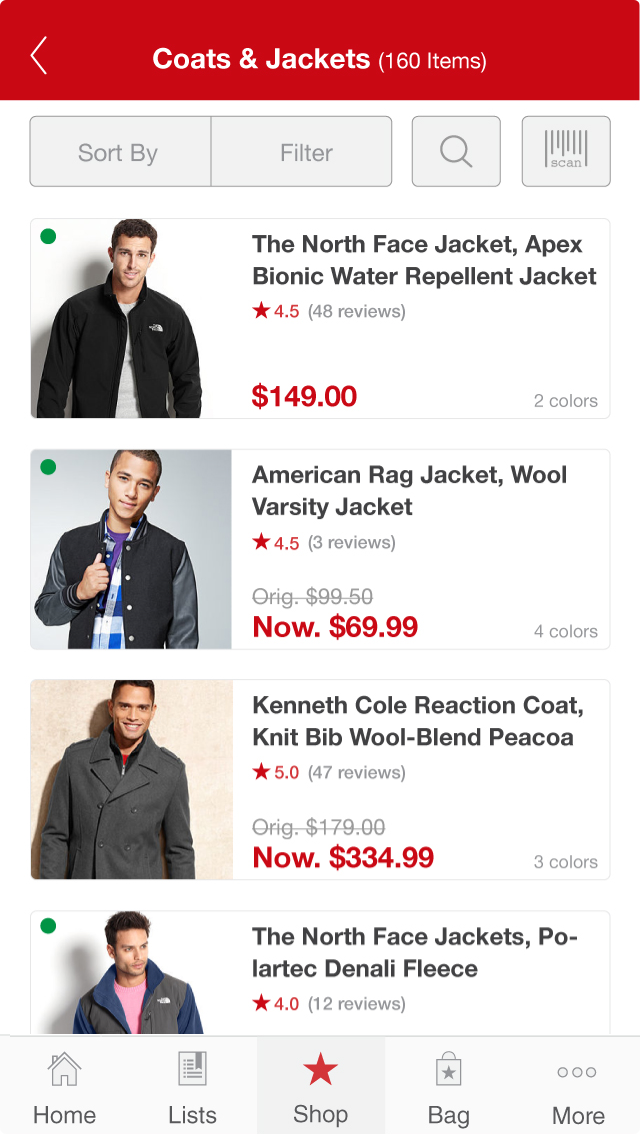 Coats & Jackets (160 Items)
Sort By
Filter
scan
The North Face Jacket, Apex
Bionic Water Repellent Jacket
4.5 (48 reviews)
$149.00
2 colors
American Rag Jacket, Wool
Varsity Jacket
4.5 (3 reviews)
Orig. $99.50
Now. $69.99
4 colors
Kenneth Cole Reaction Coat,
Knit Bib Wool-Blend Peacoa
5.0 (47 reviews)
Orig. $179.00
Now. $334.99
3 colors
The North Face Jackets, Po-
lartec Denali Fleece
4.0 (12 reviews)
Home
Lists
Shop
Bag
More